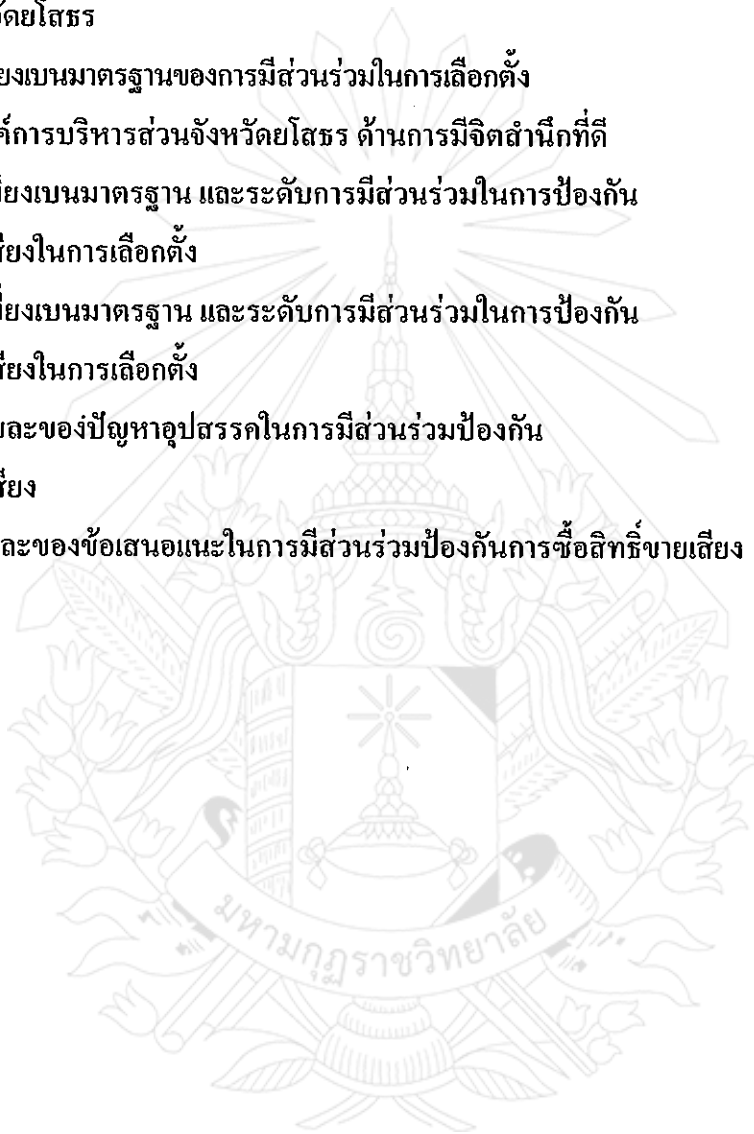 วัดยโสธร
ยงเบนมาตรฐานของการมีส่วนร่วมในการเลือกตั้ง
ค์การบริหารส่วนจังหวัดยโสธร ด้านการมีจิตสำนึกที่ดี
ยงเบนมาตรฐาน และระดับการมีส่วนร่วมในการป้องกัน
สียงในการเลือกตั้ง
ยงเบนมาตรฐาน และระดับการมีส่วนร่วมในการป้องกัน
สียงในการเลือกตั้ง
ยละของปัญหาอุปสรรคในการมีส่วนร่วมป้องกัน
สียง
ละของข้อเสนอแนะในการมีส่วนร่วมป้องกันการซื้อสิทธิ์ขายเสียง
มหามกุฏราชวิทยาลัย